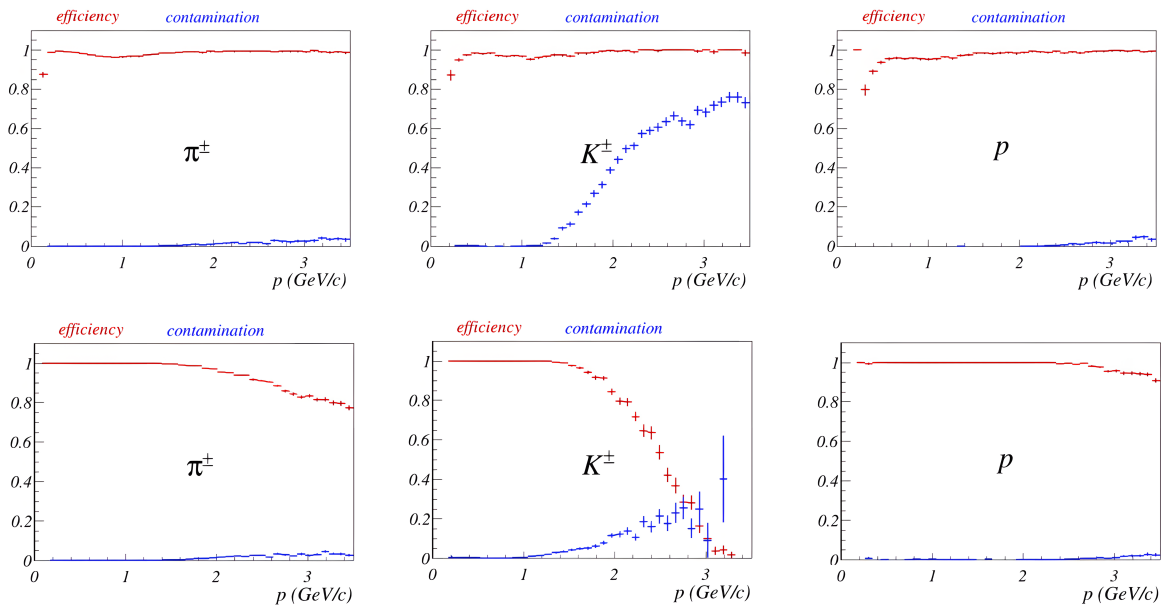 efficiency contamination efficiency contamination efficiency contamination
1 1 1
0.8 0.8 0.8
0.6 0.6 0.6
π± K± p
0.4 0.4 0.4
0.2 0.2 0.2
0 0 0
0 1 2 3 0 1 2 3 0 1 2 3
p (GeV/c) p (GeV/c) p (GeV/c)
efficiency contamination efficiency contamination
1 1 1
0.8 0.8 0.8
0.6 0.6 0.6
π± K± p
0.4 0.4 0.4
0.2 0.2 0.2
0 0 0
0 1 2 3 0 1 2 3 0 1 2 3
p (GeV/c) p (GeV/c) p (GeV/c)